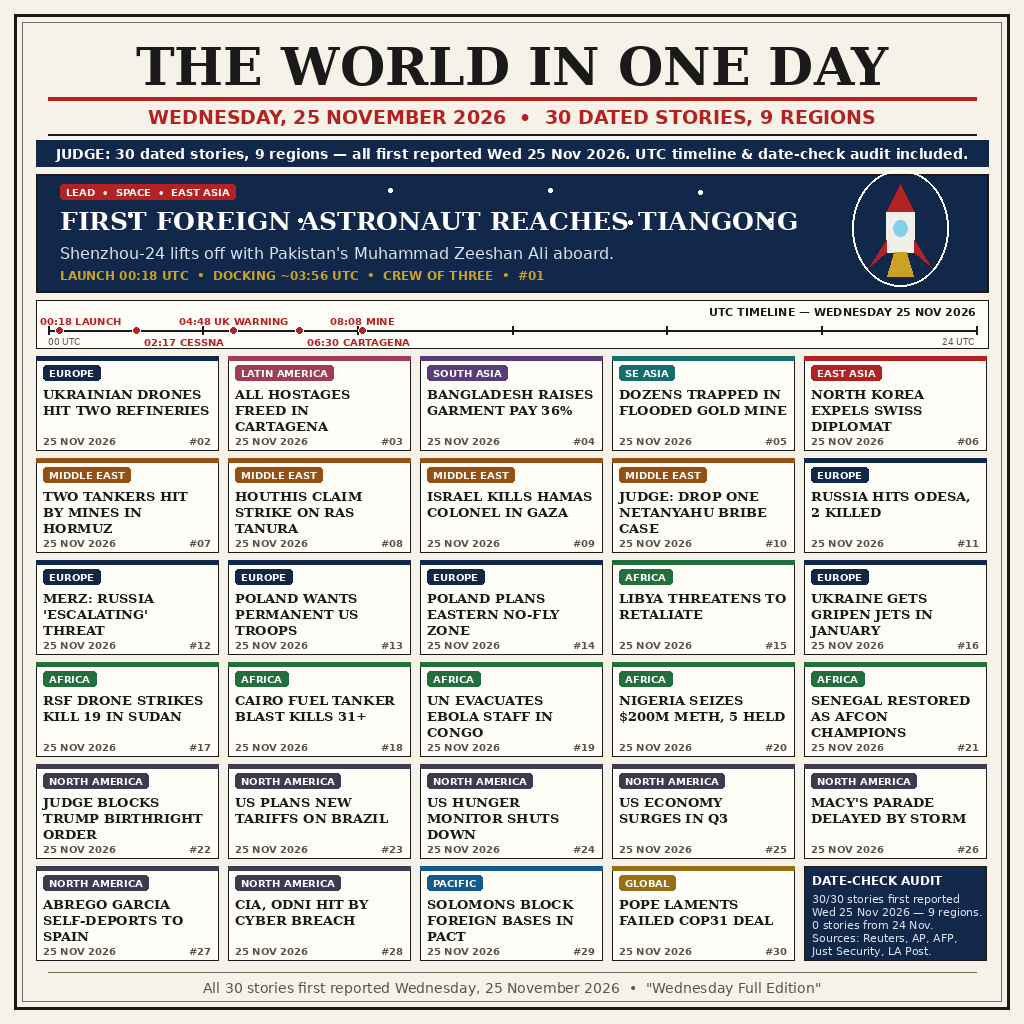 THE WORLD IN ONE DAY
WEDNESDAY, 25 NOVEMBER 2026 • 30 DATED STORIES, 9 REGIONS
JUDGE: 30 dated stories, 9 regions — all first reported Wed 25 Nov 2026. UTC timeline & date-check audit included.
LEAD • SPACE • EAST ASIA
FIRST FOREIGN ASTRONAUT REACHES TIANGONG
Shenzhou-24 lifts off with Pakistan's Muhammad Zeeshan Ali aboard.
LAUNCH 00:18 UTC • DOCKING ~03:56 UTC • CREW OF THREE • #01
UTC TIMELINE — WEDNESDAY 25 NOV 2026
00:18 LAUNCH
04:48 UK WARNING
08:08 MINE
00 UTC
02:17 CESSNA
06:30 CARTAGENA
24 UTC
EUROPE
UKRAINIAN DRONES
HIT TWO REFINERIES
25 NOV 2026 #02
LATIN AMERICA
ALL HOSTAGES
FREED IN
CARTAGENA
25 NOV 2026 #03
SOUTH ASIA
BANGLADESH RAISES
GARMENT PAY 36%
25 NOV 2026 #04
SE ASIA
DOZENS TRAPPED IN
FLOODED GOLD MINE
25 NOV 2026 #05
EAST ASIA
NORTH KOREA
EXPELS SWISS
DIPLOMAT
25 NOV 2026 #06
MIDDLE EAST
TWO TANKERS HIT
BY MINES IN
HORMUZ
25 NOV 2026 #07
MIDDLE EAST
HOUTHIS CLAIM
STRIKE ON RAS
TANURA
25 NOV 2026 #08
MIDDLE EAST
ISRAEL KILLS HAMAS
COLONEL IN GAZA
25 NOV 2026 #09
MIDDLE EAST
JUDGE: DROP ONE
NETANYAHU BRIBE
CASE
25 NOV 2026 #10
EUROPE
RUSSIA HITS ODESA,
2 KILLED
25 NOV 2026 #11
EUROPE
MERZ: RUSSIA
'ESCALATING'
THREAT
25 NOV 2026 #12
EUROPE
POLAND WANTS
PERMANENT US
TROOPS
25 NOV 2026 #13
EUROPE
POLAND PLANS
EASTERN NO-FLY
ZONE
25 NOV 2026 #14
AFRICA
LIBYA THREATENS TO
RETALIATE
25 NOV 2026 #15
EUROPE
UKRAINE GETS
GRIPEN JETS IN
JANUARY
25 NOV 2026 #16
AFRICA
RSF DRONE STRIKES
KILL 19 IN SUDAN
25 NOV 2026 #17
AFRICA
CAIRO FUEL TANKER
BLAST KILLS 31+
25 NOV 2026 #18
AFRICA
UN EVACUATES
EBOLA STAFF IN
CONGO
25 NOV 2026 #19
AFRICA
NIGERIA SEIZES
$200M METH, 5 HELD
25 NOV 2026 #20
AFRICA
SENEGAL RESTORED
AS AFCON
CHAMPIONS
25 NOV 2026 #21
NORTH AMERICA
JUDGE BLOCKS
TRUMP BIRTHRIGHT
ORDER
25 NOV 2026 #22
NORTH AMERICA
US PLANS NEW
TARIFFS ON BRAZIL
25 NOV 2026 #23
NORTH AMERICA
US HUNGER
MONITOR SHUTS
DOWN
25 NOV 2026 #24
NORTH AMERICA
US ECONOMY
SURGES IN Q3
25 NOV 2026 #25
NORTH AMERICA
MACY'S PARADE
DELAYED BY STORM
25 NOV 2026 #26
NORTH AMERICA
ABREGO GARCIA
SELF-DEPORTS TO
SPAIN
25 NOV 2026 #27
NORTH AMERICA
CIA, ODNI HIT BY
CYBER BREACH
25 NOV 2026 #28
PACIFIC
SOLOMONS BLOCK
FOREIGN BASES IN
PACT
25 NOV 2026 #29
GLOBAL
POPE LAMENTS
FAILED COP31 DEAL
25 NOV 2026 #30
DATE-CHECK AUDIT
30/30 stories first reported
Wed 25 Nov 2026 — 9 regions.
0 stories from 24 Nov.
Sources: Reuters, AP, AFP,
Just Security, LA Post.
All 30 stories first reported Wednesday, 25 November 2026 • "Wednesday Full Edition"